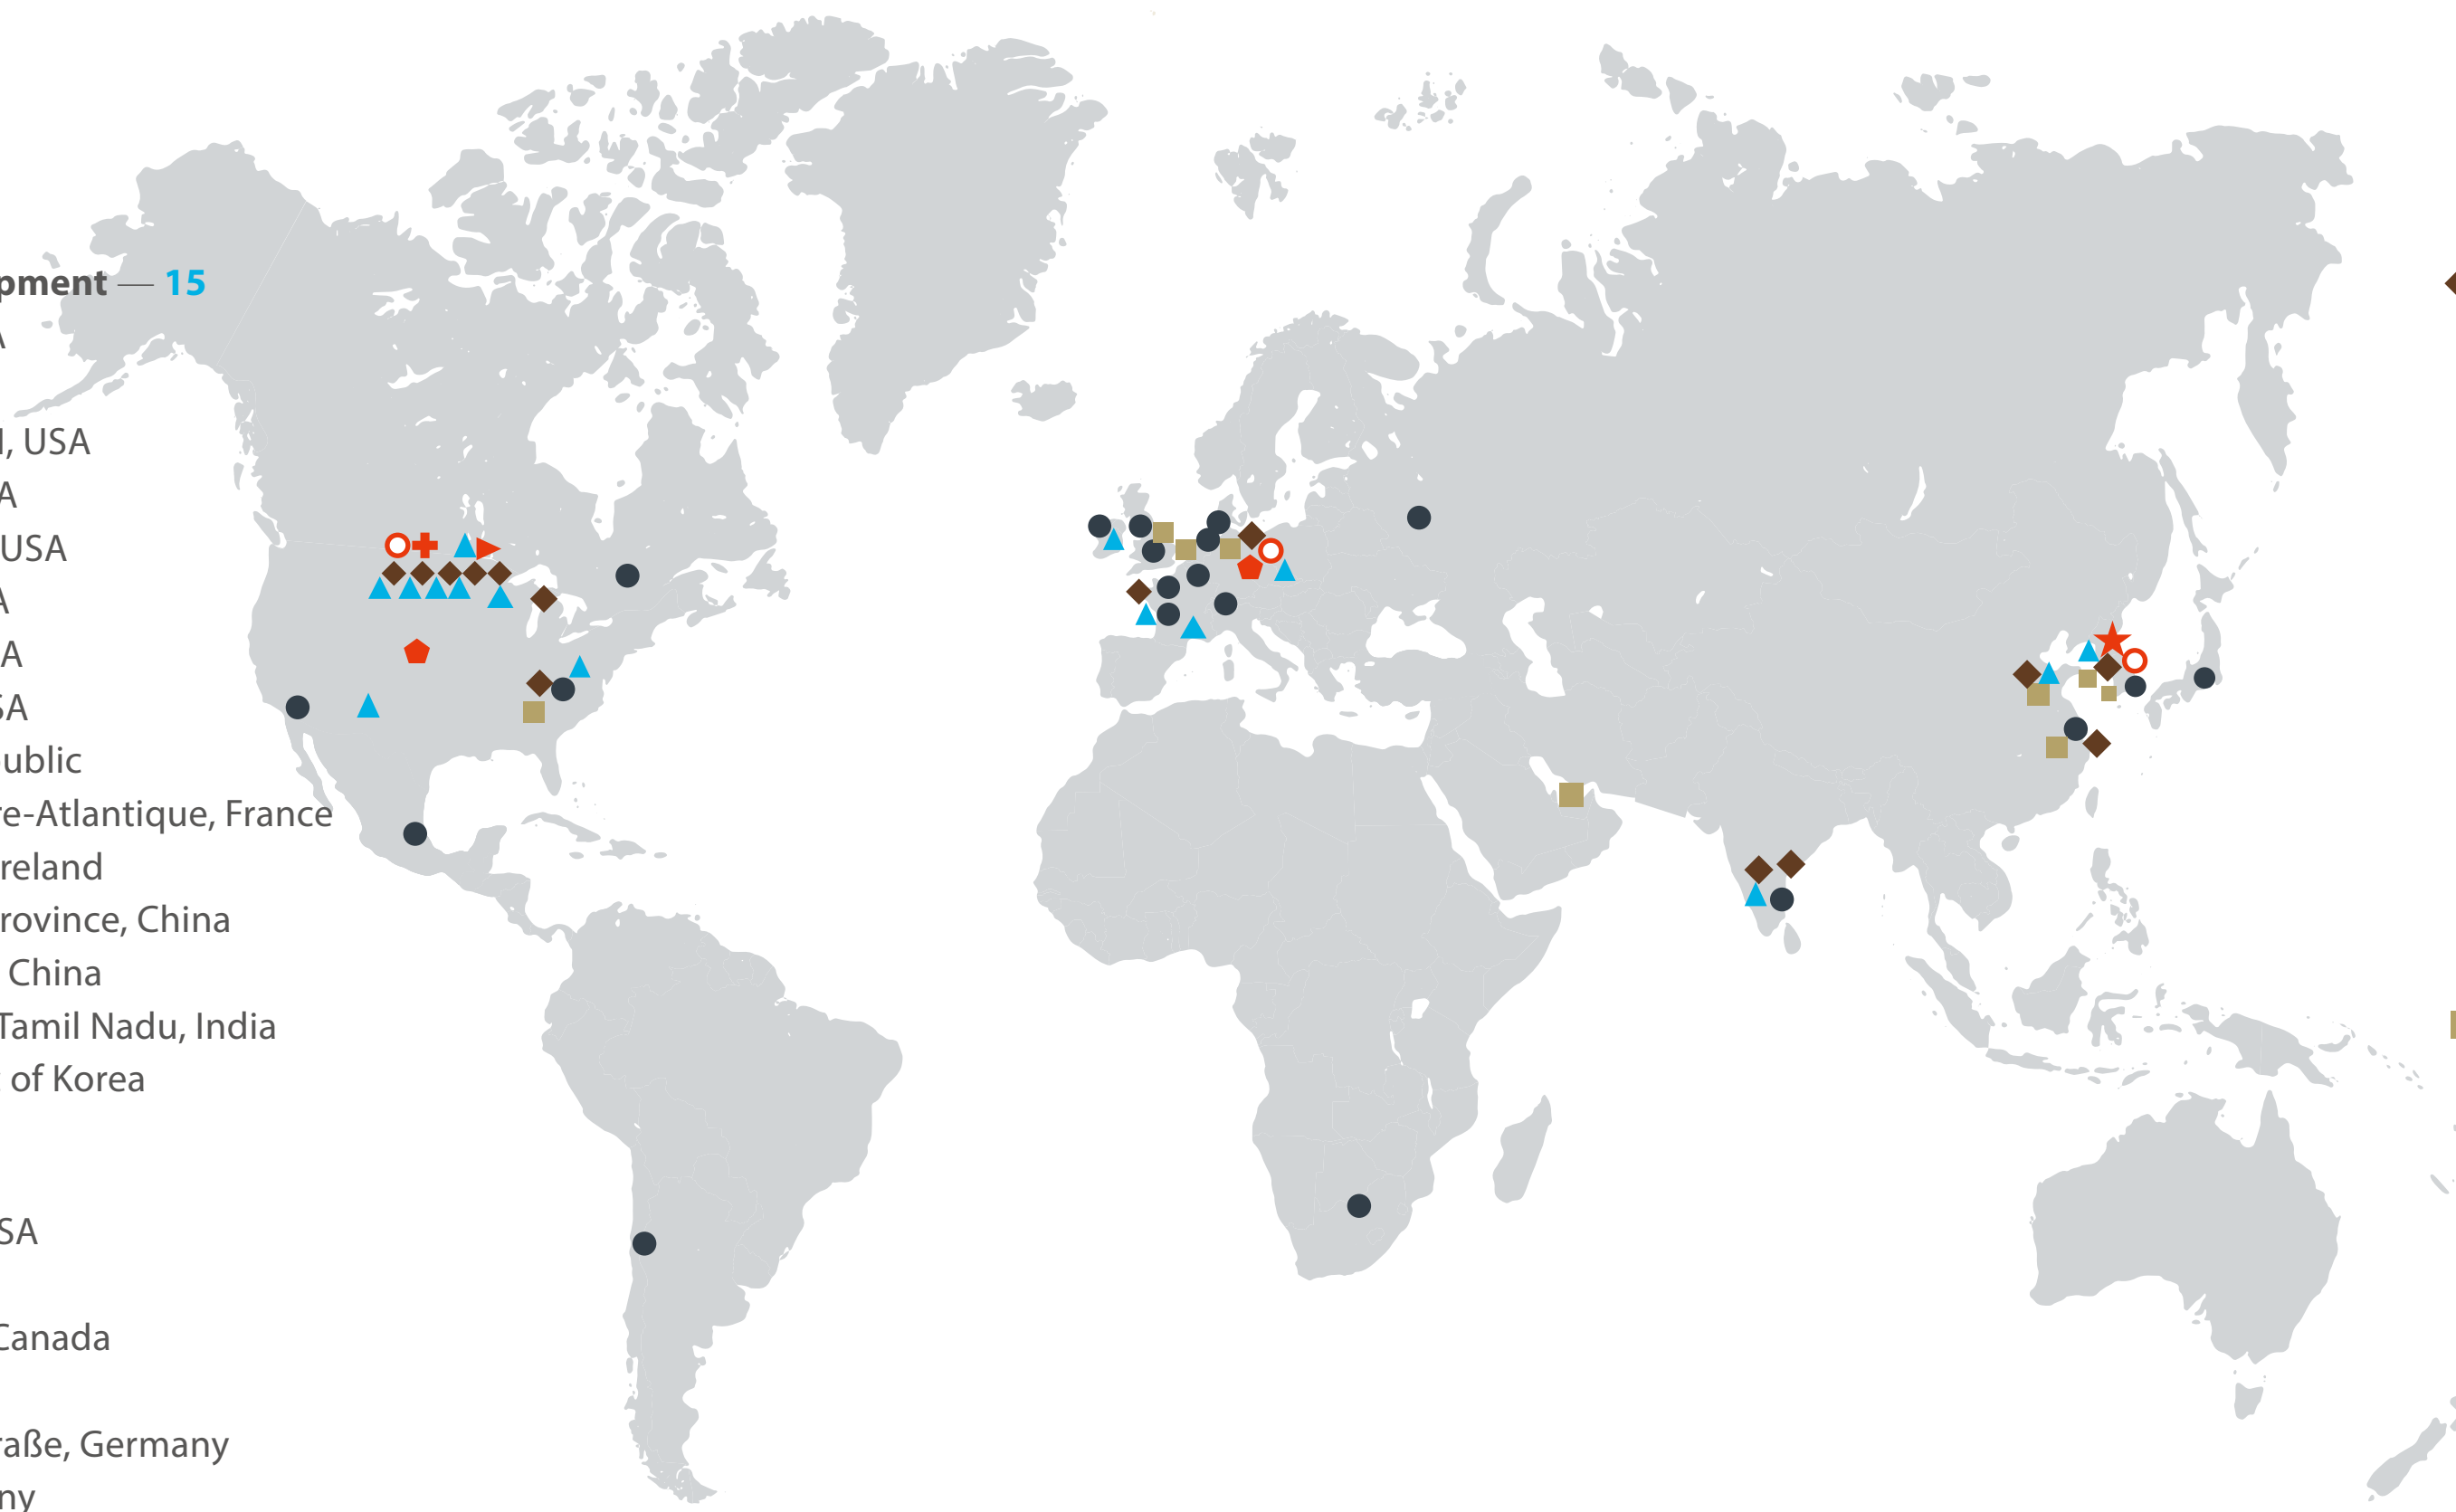 pment — 15
A
, USA
A
USA
A
A
SA
ublic
re-Atlantique, France
reland
rovince, China
China
Tamil Nadu, India
t of Korea
SA
Canada
raße, Germany
ny